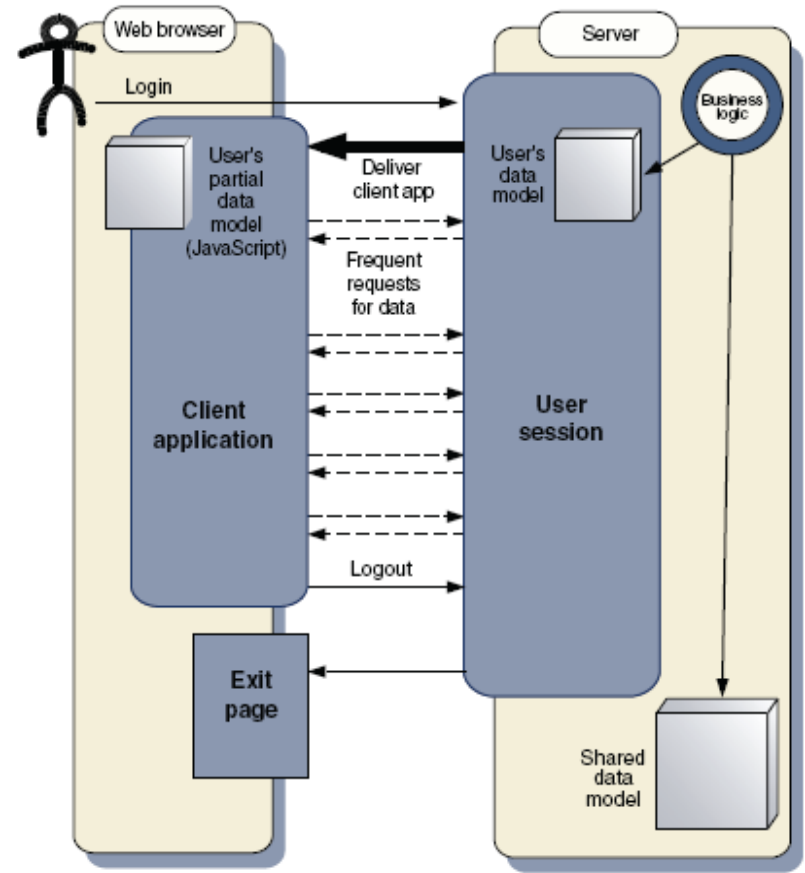 Web browser
Server
Login
Business
logic
User's
partial
data
model
(JavaScript)
Deliver
client app
User's
data
model
Frequent
requests
for data
Client
application
User
session
Logout
Exit
page
Shared
data
model